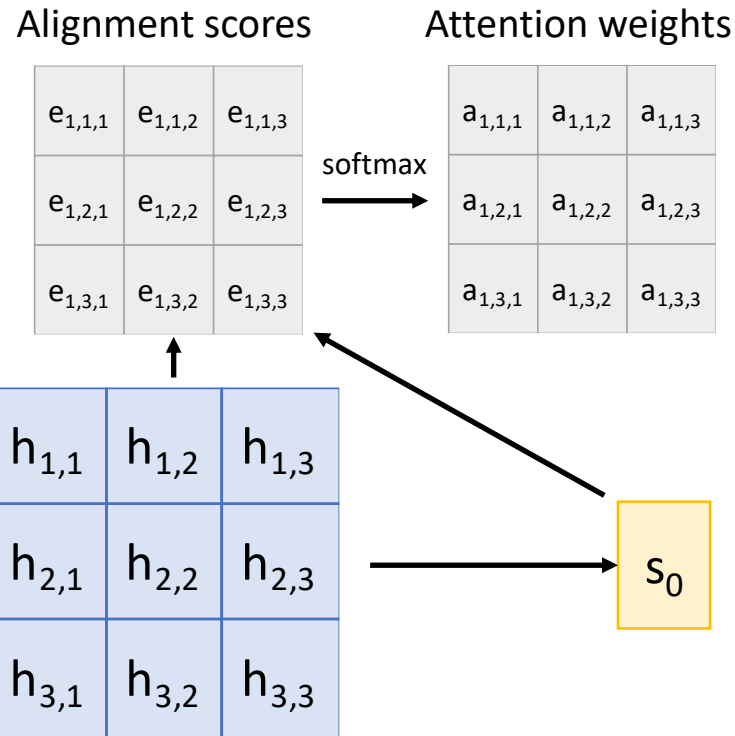 Alignment scores Attention weights
e1,1,1 e1,1,2 e1,1,3 a1,1,1 a1,1,2 a1,1,3
softmax
e1,2,1 e1,2,2 e1,2,3 a1,2,1 a1,2,2 a1,2,3
e1,3,1 e1,3,2 e1,3,3 a1,3,1 a1,3,2 a1,3,3
h1,1 h1,2 h1,3
h2,1 h2,2 h2,3 s0
h3,1 h3,2 h3,3